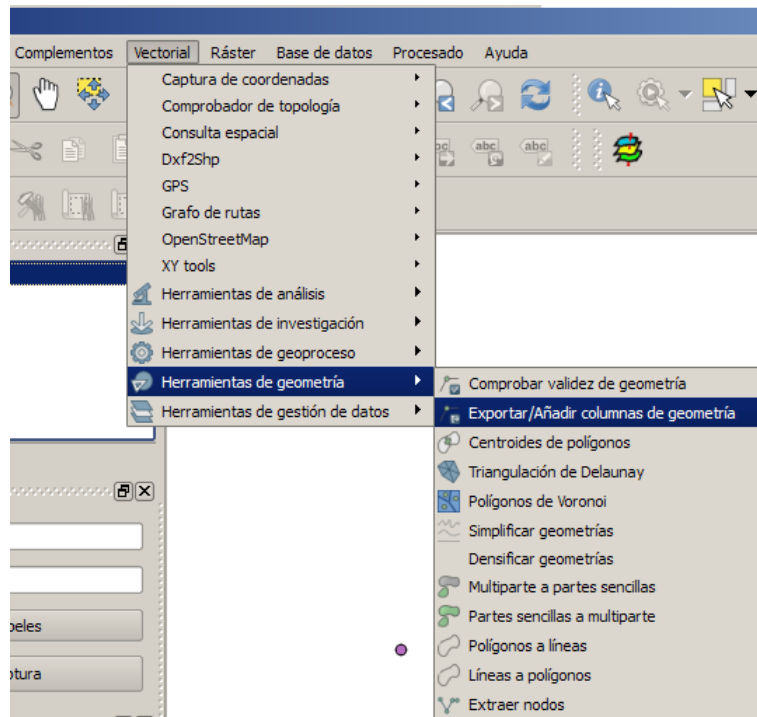 Complementos Vectorial Ráster Base de datos Procesado Ayuda
Captura de coordenadas
Comprobador de topología
Consulta espacial
Dxf2Shp
GPS
Grafo de rutas
OpenStreetMap
XY tools
Herramientas de análisis
Herramientas de investigación
Herramientas de geoproceso
Herramientas de geometría
Herramientas de gestión de datos
Comprobar validez de geometría
Exportar/Añadir columnas de geometría
Centroides de polígonos
Triangulación de Delaunay
Polígonos de Voronoi
Simplificar geometrías
Densificar geometrías
Multiparte a partes sencillas
Partes sencillas a multiparte
Polígonos a líneas
Líneas a polígonos
Extraer nodos
abc
abc